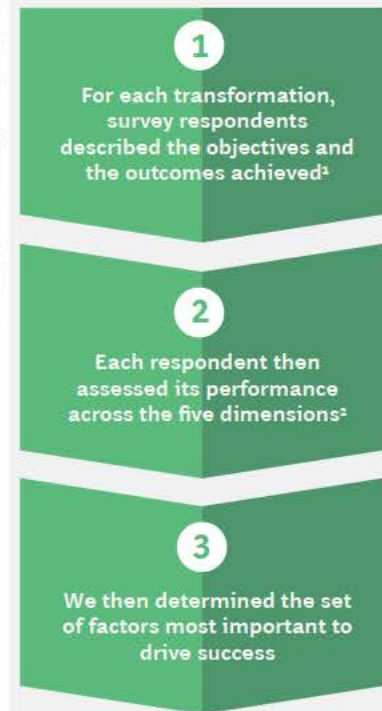 1
For each transformation,
survey respondents
described the objectives and
the outcomes achieved¹
2
Each respondent then
assessed its performance
across the five dimensions²
3
We then determined the set
of factors most important to
drive success